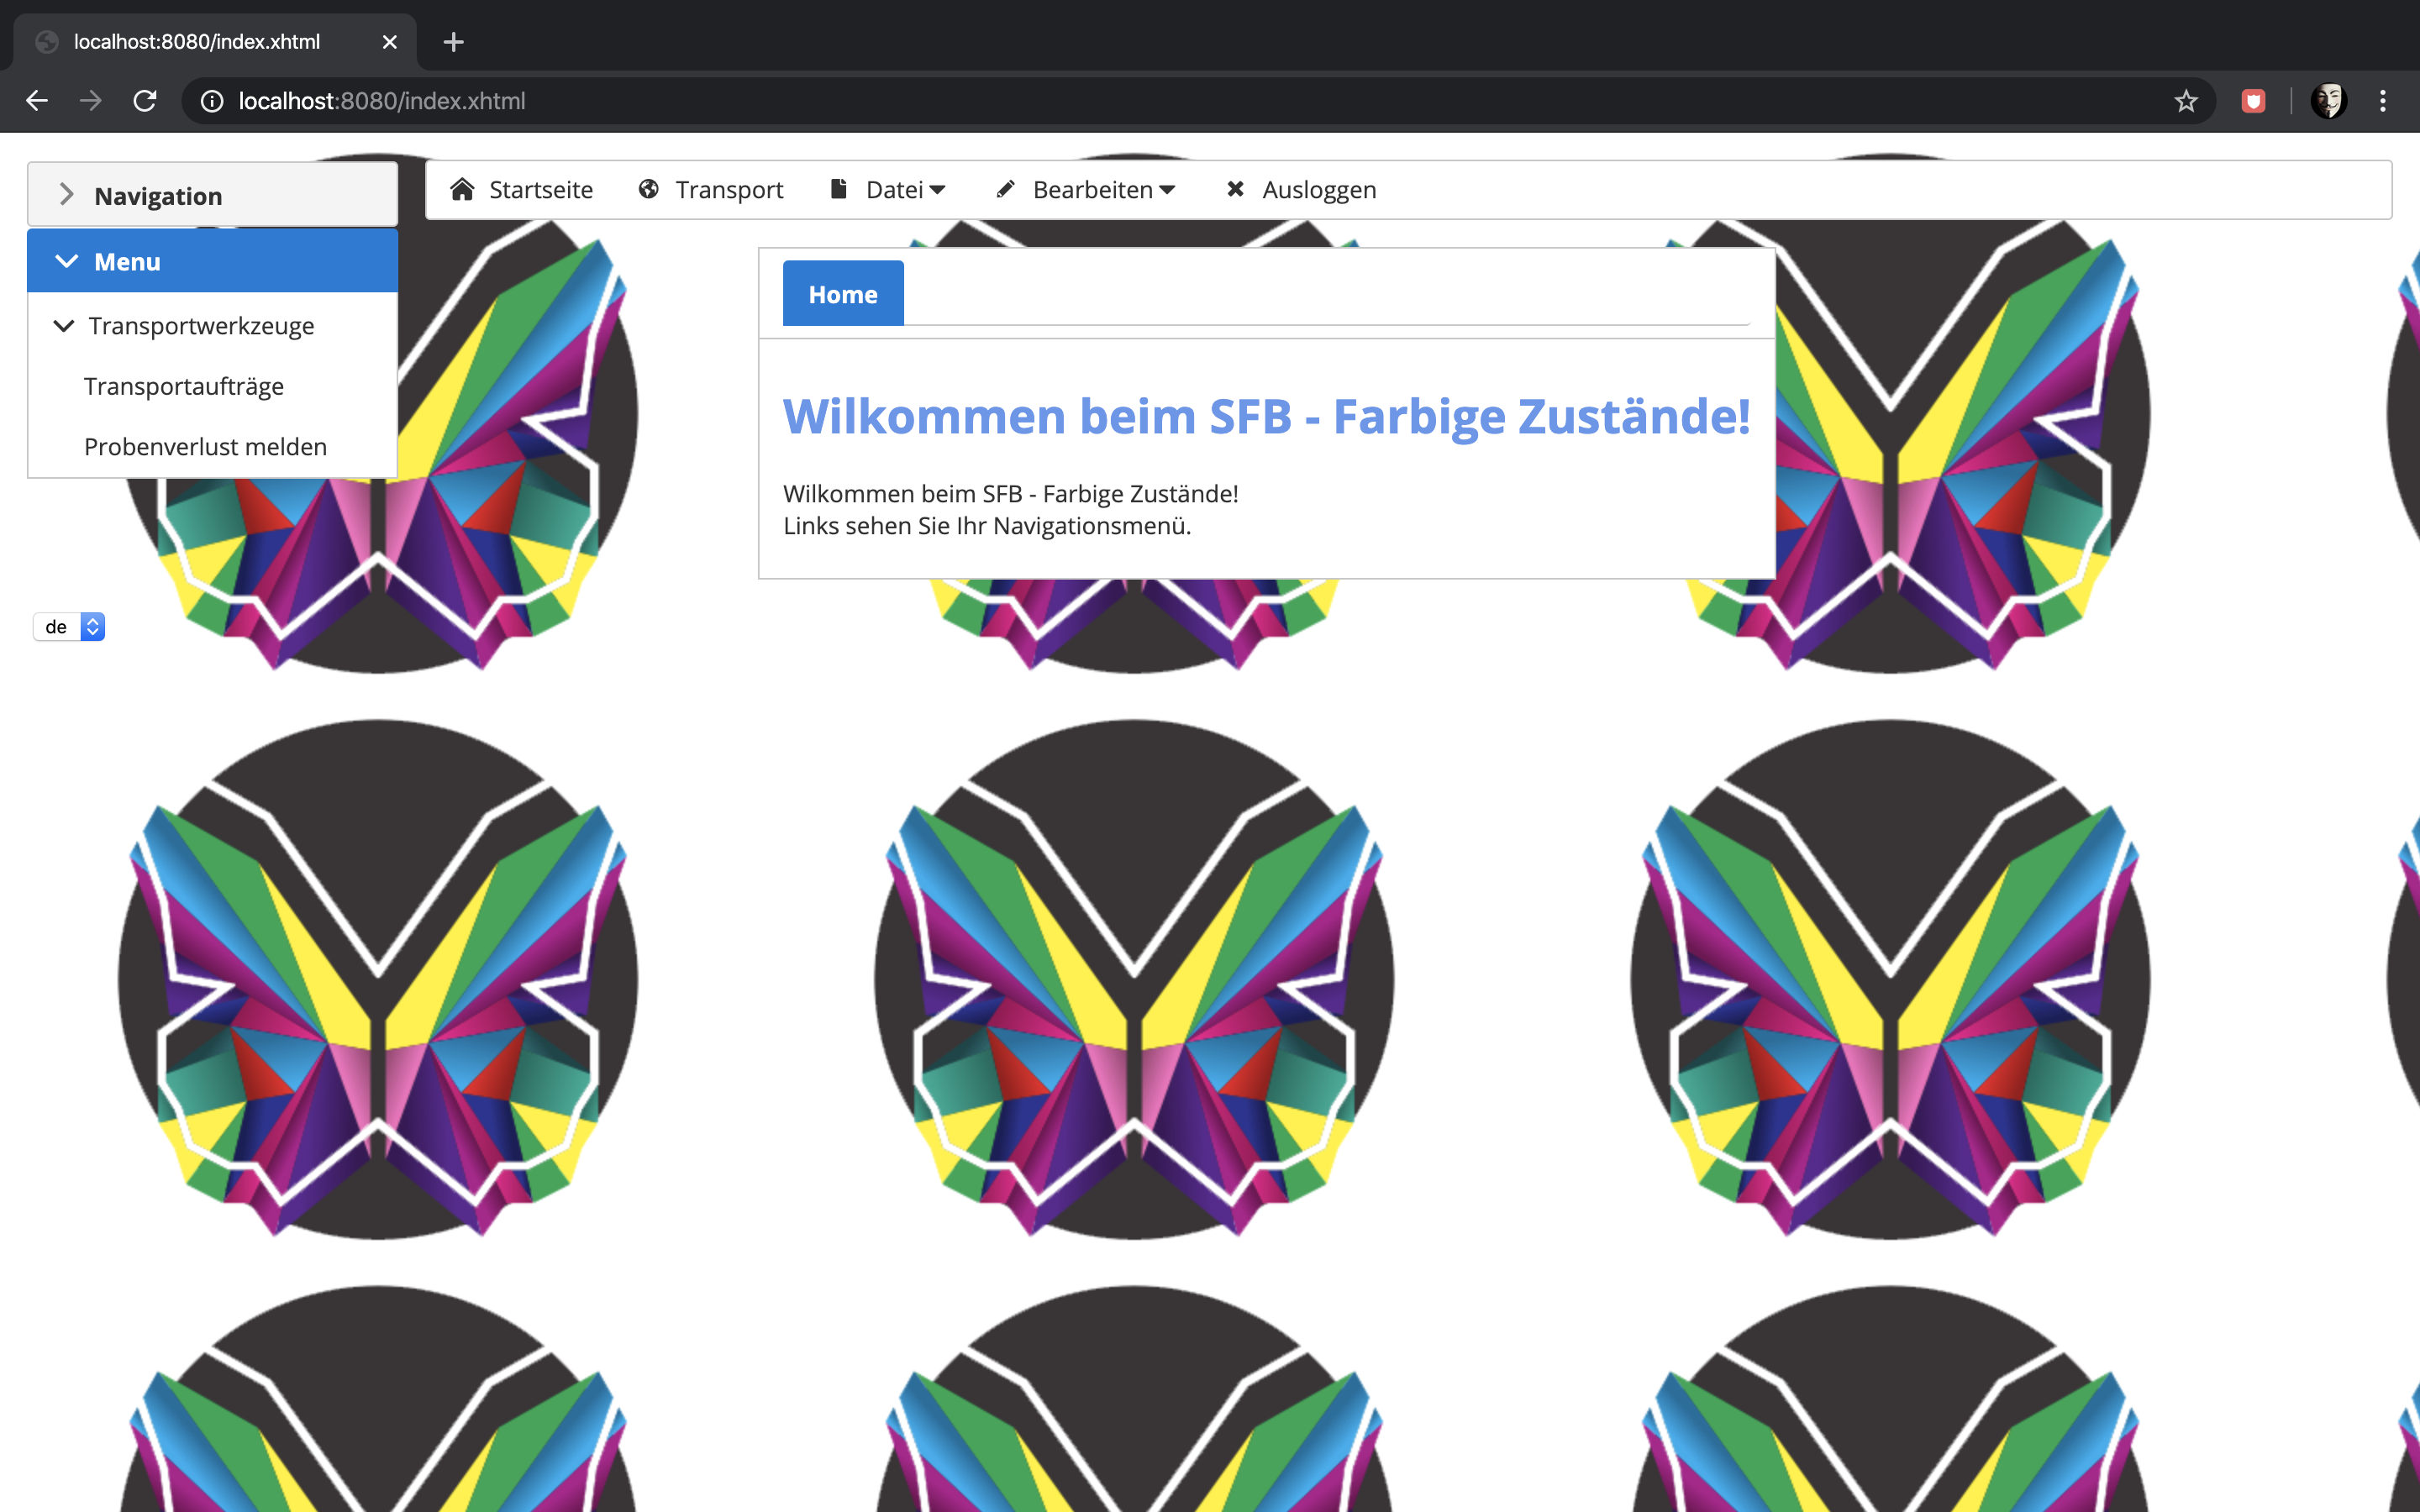 localhost:8080/index.xhtml
localhost:8080/index.xhtml
Navigation
Startseite Transport Datei Bearbeiten Ausloggen
Menu
Transportwerkzeuge
Transportaufträge
Probenverlust melden
Home
Wilkommen beim SFB - Farbige Zustände!
Wilkommen beim SFB - Farbige Zustände!
Links sehen Sie Ihr Navigationsmenü.
de